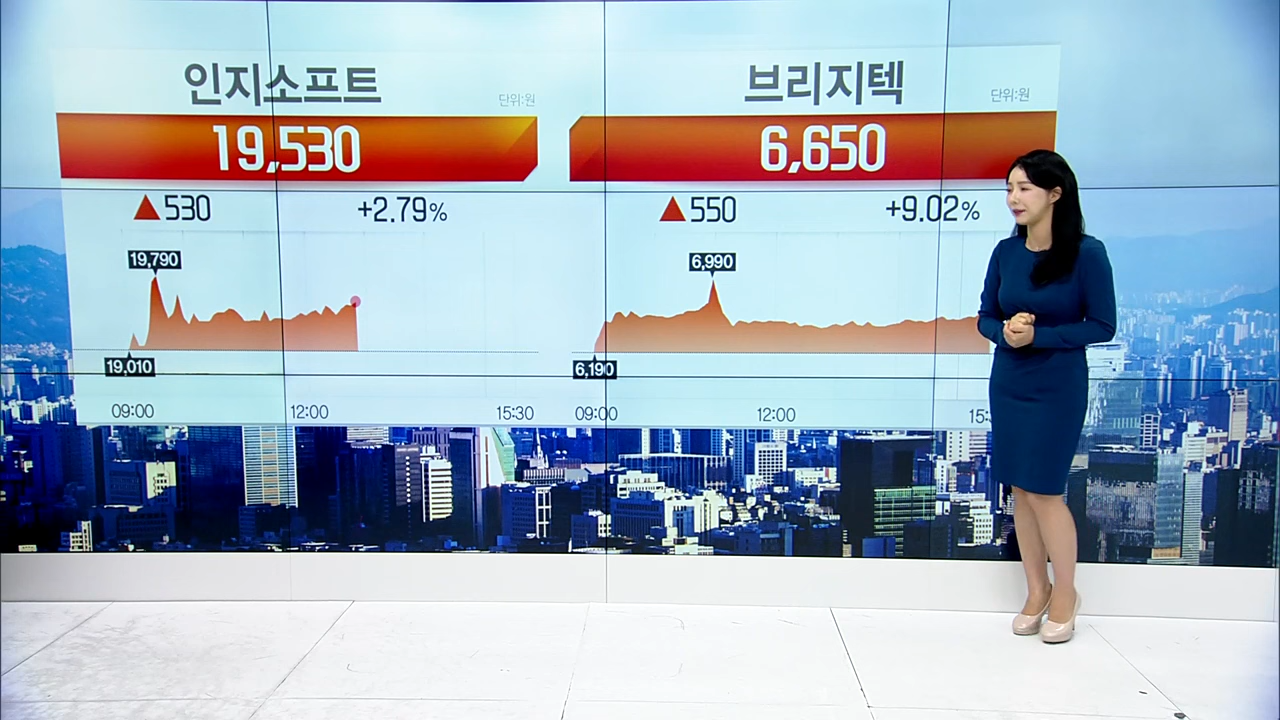 인지소프트
단위:원
19,530
▲530 +2.79%
19,790
19,010
09:00 12:00 15:30
브리지텍
단위:원
6,650
▲550 +9.02%
6,990
6,190
09:00 12:00 15: